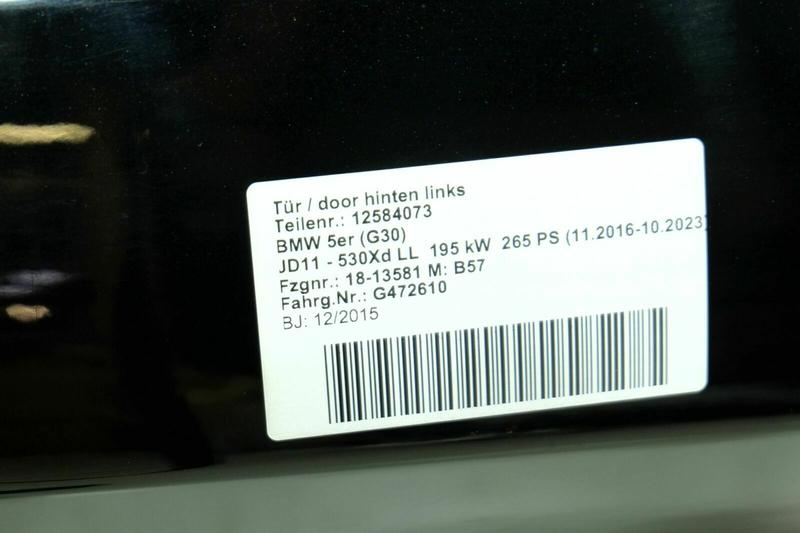 Tür / door hinten links
Teilenr.: 12584073
BMW 5er (G30)
JD11 - 530Xd LL  195 kW  265 PS (11.2016-10.2023)
Fzgnr.: 18-13581 M: B57
Fahrg.Nr.: G472610
BJ: 12/2015